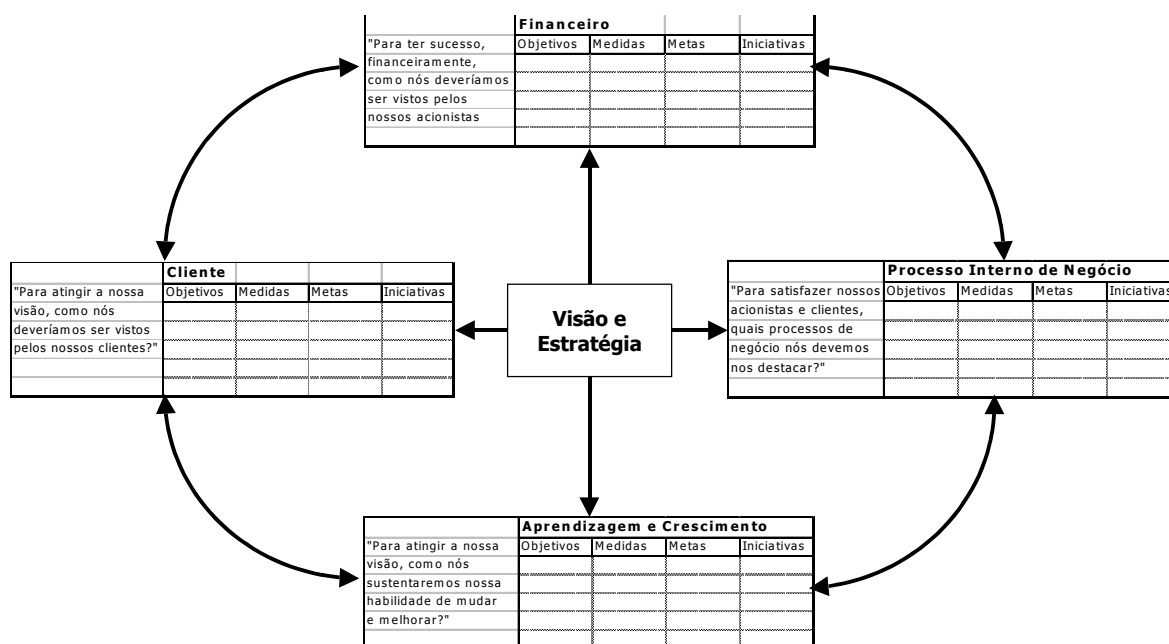 Financeiro
"Para ter sucesso, Objetivos Medidas Metas Iniciativas
financeiramente,
como nós deveríamos
ser vistos pelos
nossos acionistas
Cliente
"Para atingir a nossa Objetivos Medidas Metas Iniciativas
visão, como nós
deveríamos ser vistos
pelos nossos clientes?"
Visão e
Estratégia
Processo Interno de Negócio
"Para satisfazer nossos Objetivos Medidas Metas Iniciativas
acionistas e clientes,
quais processos de
negócio nós devemos
nos destacar?"
Aprendizagem e Crescimento
"Para atingir a nossa Objetivos Medidas Metas Iniciativas
visão, como nós
sustentaremos nossa
habilidade de mudar
e melhorar?"